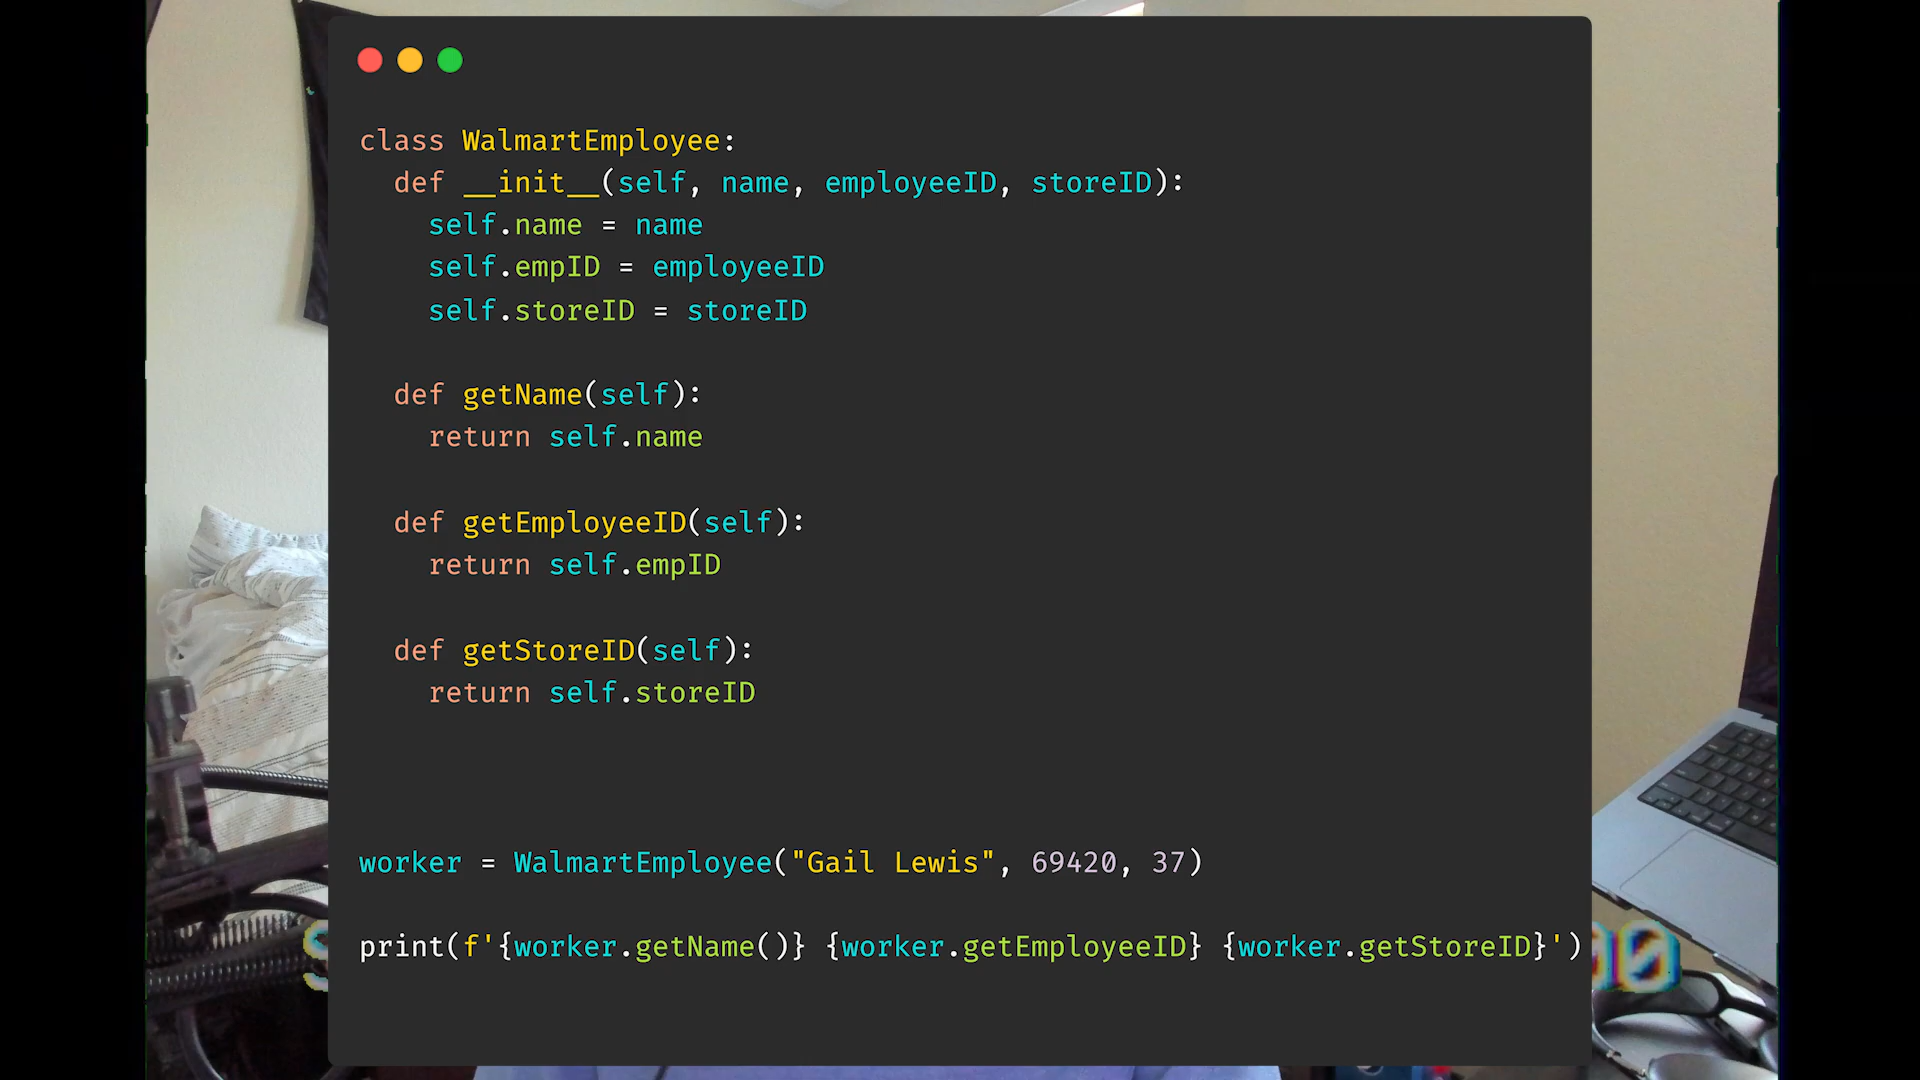 class WalmartEmployee:
  def __init__(self, name, employeeID, storeID):
    self.name = name
    self.empID = employeeID
    self.storeID = storeID
  def getName(self):
    return self.name
  def getEmployeeID(self):
    return self.empID
  def getStoreID(self):
    return self.storeID
worker = WalmartEmployee("Gail Lewis", 69420, 37)
print(f'{worker.getName()} {worker.getEmployeeID} {worker.getStoreID}')